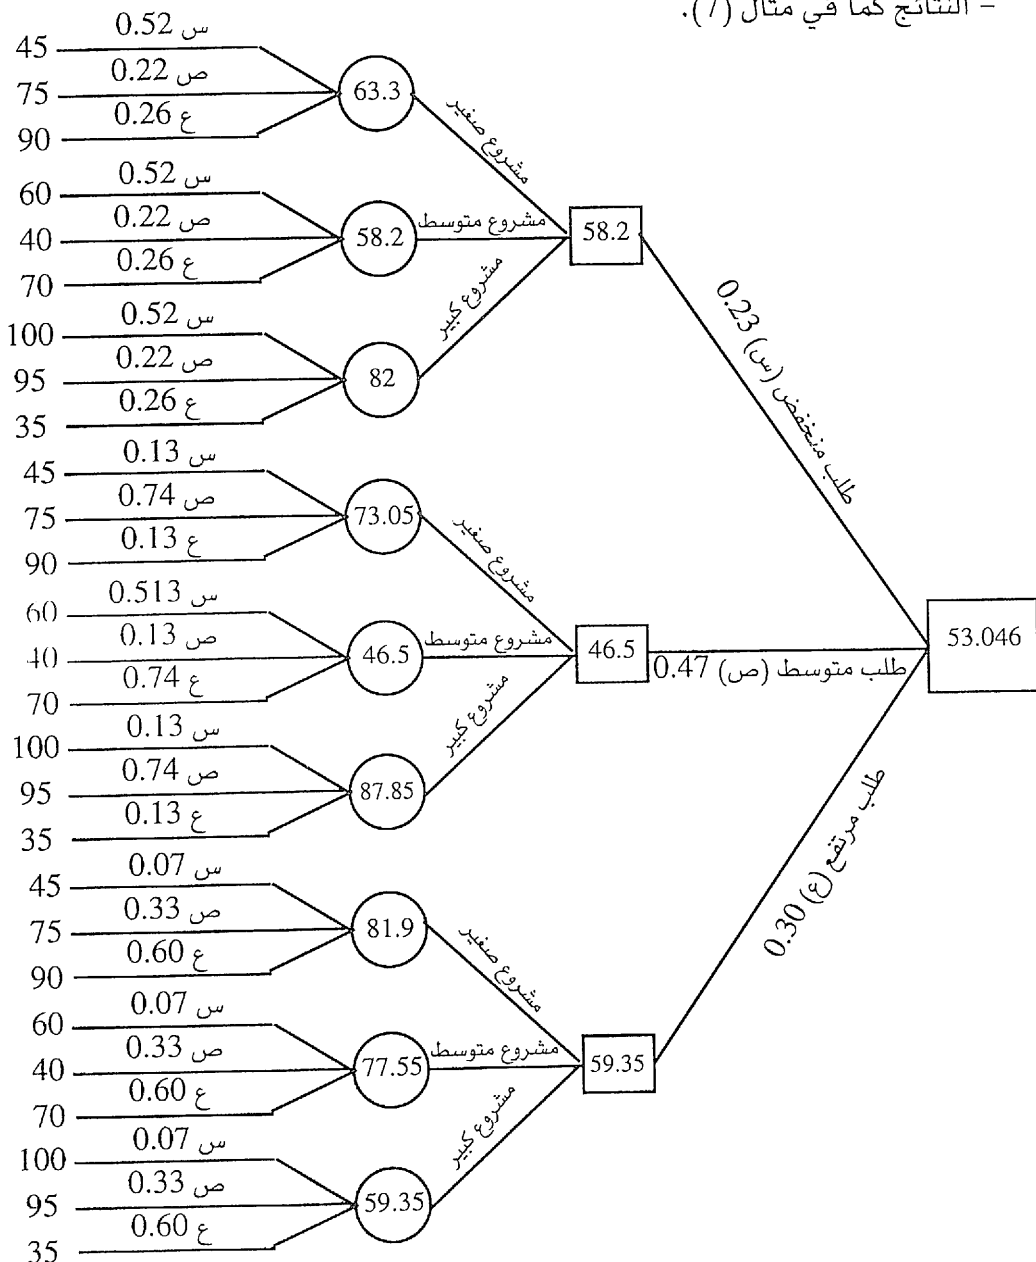 – النتائج كما في مثال (7).
45 س 0.52
75 ص 0.22
90 ع 0.26
63.3
مشروع صغير
60 س 0.52
40 ص 0.22
70 ع 0.26
58.2
مشروع متوسط
100 س 0.52
95 ص 0.22
35 ع 0.26
82
مشروع كبير
58.2
طلب منخفض (س) 0.23
45 س 0.13
75 ص 0.74
90 ع 0.13
73.05
مشروع صغير
60 س 0.513
40 ص 0.13
70 ع 0.74
46.5
مشروع متوسط
100 س 0.13
95 ص 0.74
35 ع 0.13
87.85
مشروع كبير
46.5
طلب متوسط (ص) 0.47
53.046
45 س 0.07
75 ص 0.33
90 ع 0.60
81.9
مشروع صغير
60 س 0.07
40 ص 0.33
70 ع 0.60
77.55
مشروع متوسط
100 س 0.07
95 ص 0.33
35 ع 0.60
59.35
مشروع كبير
59.35
طلب مرتفع (ع) 0.30